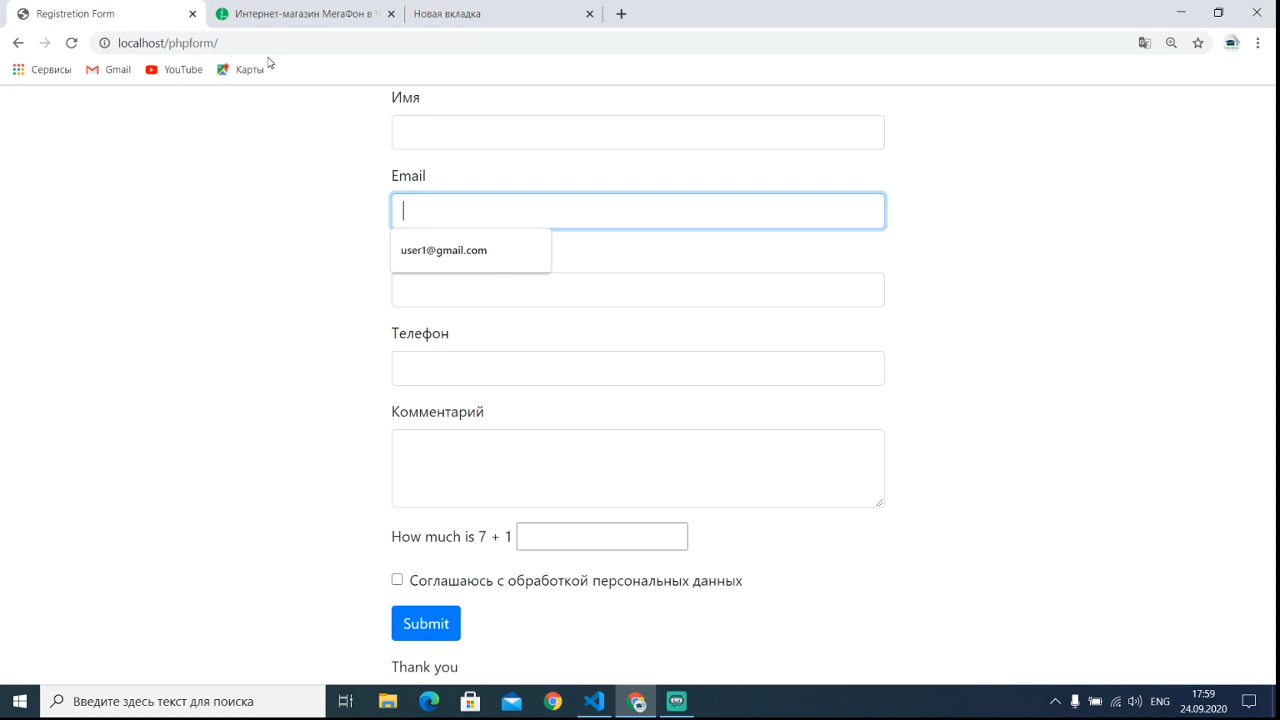 Registretion Form
Интернет-магазин МегаФон в Ч
Новая вкладка
localhost/phpform/
Сервисы
Gmail
YouTube
Карты
Имя
Email
user1@gmail.com
Телефон
Комментарий
How much is 7 + 1
Соглашаюсь с обработкой персональных данных
Submit
Thank you
Введите здесь текст для поиска
ENG
17:59
24.09.2020